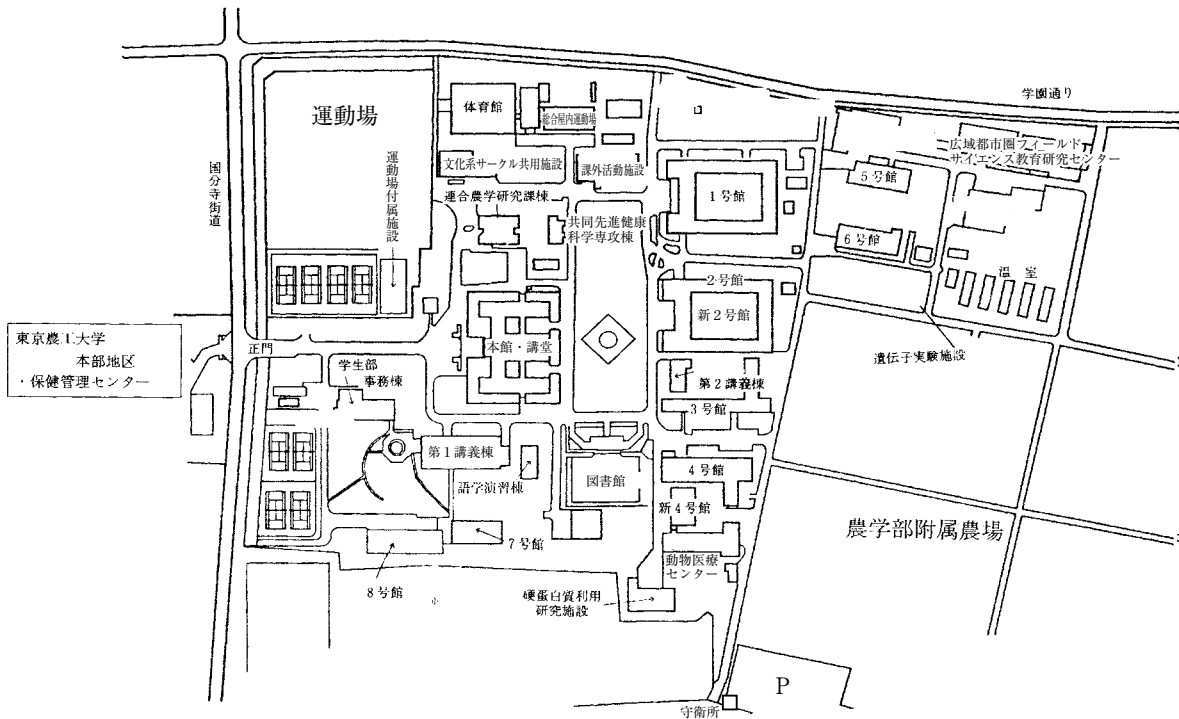 学園通り
体育館
総合屋内運動場
運動場
広域都市圏フィールド
サイエンス教育研究センター
国分寺街道
運動場付属施設
文化系サークル共用施設
課外活動施設
5号館
連合農学研究課棟
1号館
共同先進健康
科学専攻棟
6号館
2号館
温室
新2号館
東京農工大学
本部地区
・保健管理センター
正門
本館・講堂
遺伝子実験施設
学生部
事務棟
第2講義棟
3号館
第1講義棟
4号館
語学演習棟
図書館
新4号館
農学部附属農場
7号館
動物医療
センター
8号館
硬蛋白質利用
研究施設
P
守衛所